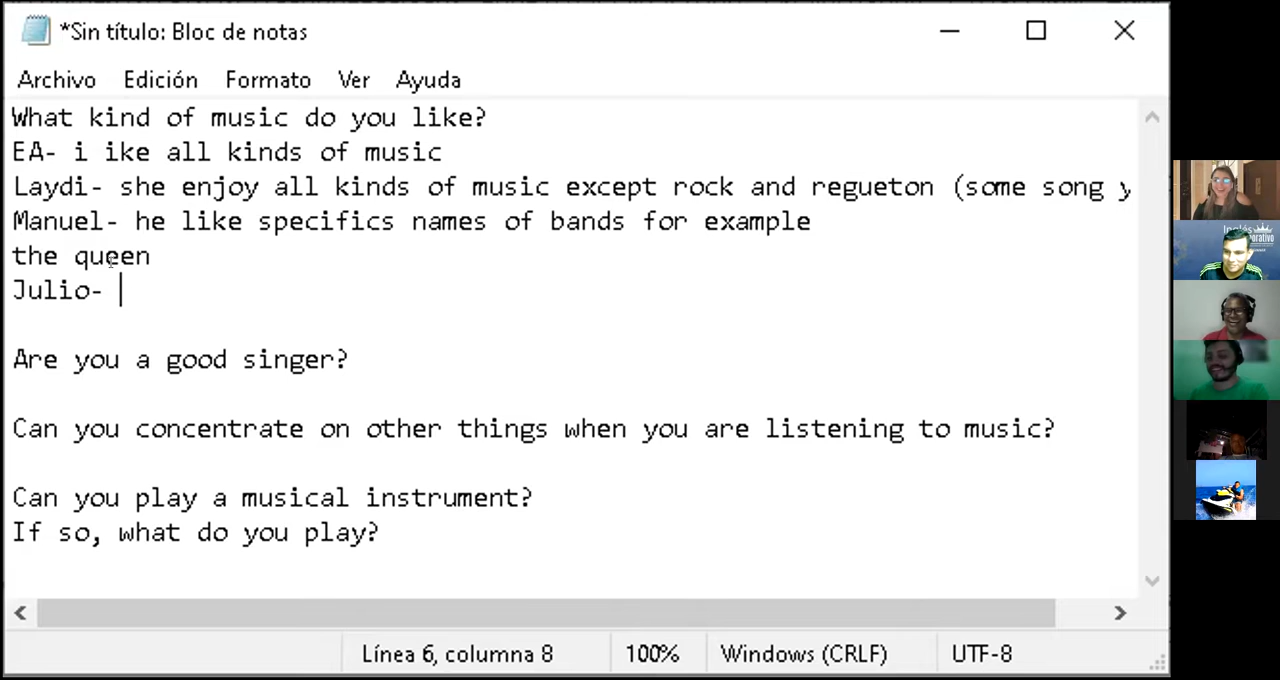 *Sin título: Bloc de notas
Archivo Edición Formato Ver Ayuda
What kind of music do you like?
EA- i ike all kinds of music
Laydi- she enjoy all kinds of music except rock and regueton (some song y
Manuel- he like specifics names of bands for example
the queen
Julio-
Are you a good singer?
Can you concentrate on other things when you are listening to music?
Can you play a musical instrument?
If so, what do you play?
Línea 6, columna 8 100% Windows (CRLF) UTF-8